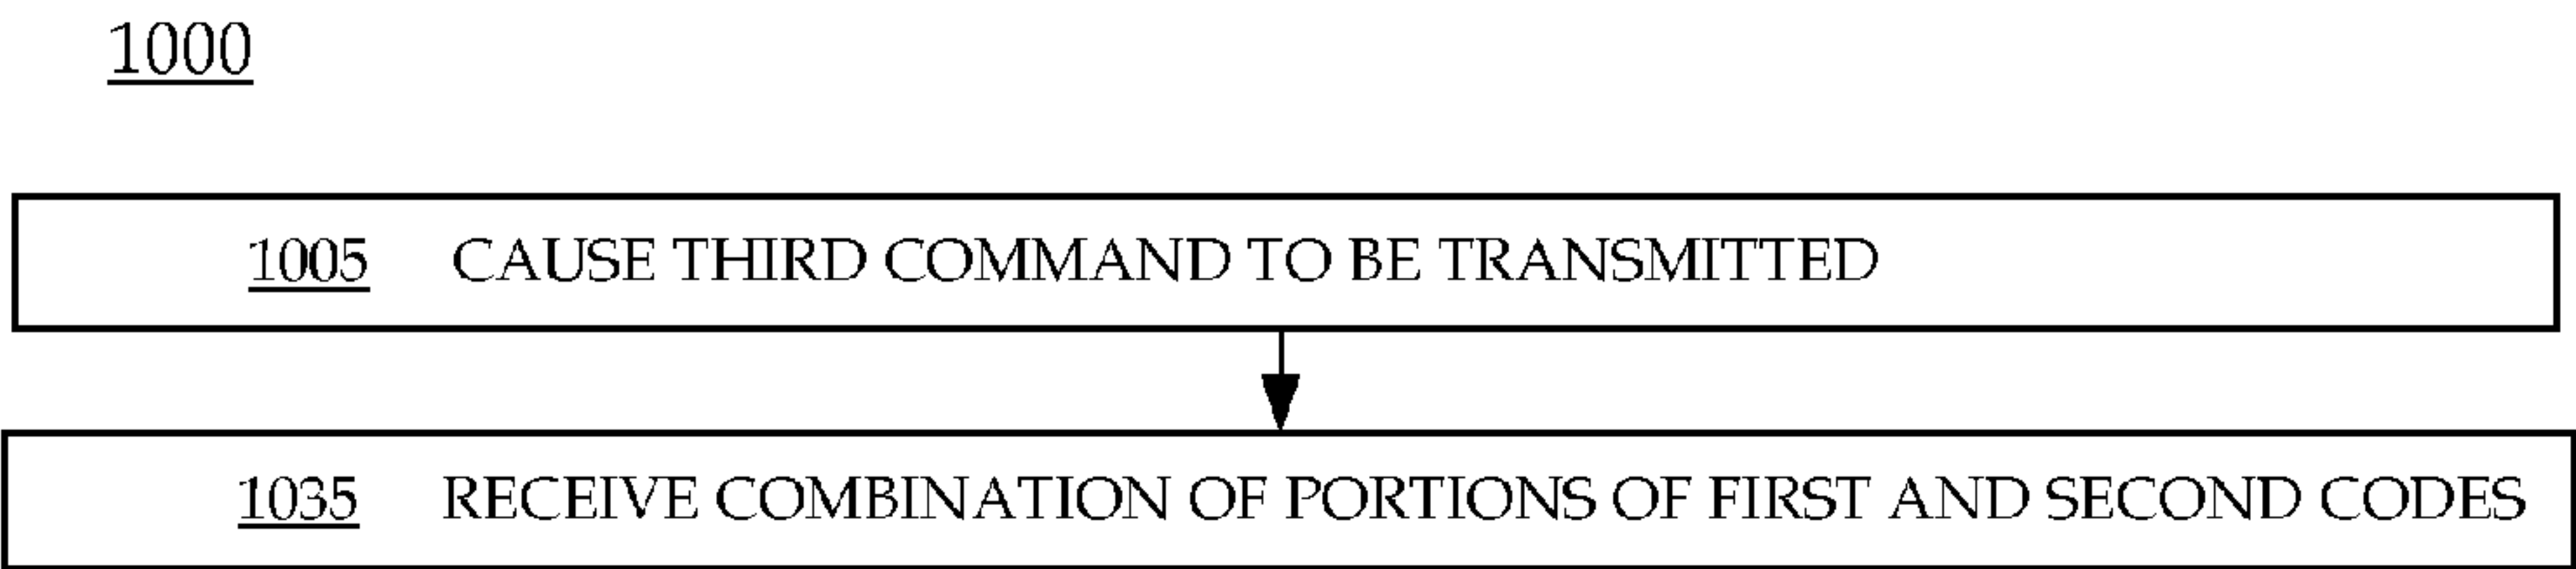 1000
1005 CAUSE THIRD COMMAND TO BE TRANSMITTED
1035 RECEIVE COMBINATION OF PORTIONS OF FIRST AND SECOND CODES